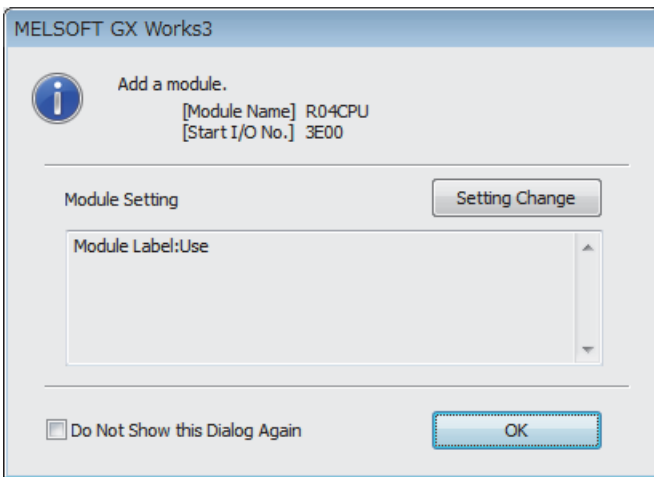 MELSOFT GX Works3
Add a module.
[Module Name] R04CPU
[Start I/O No.] 3E00
Module Setting
Setting Change
Module Label:Use
Do Not Show this Dialog Again
OK